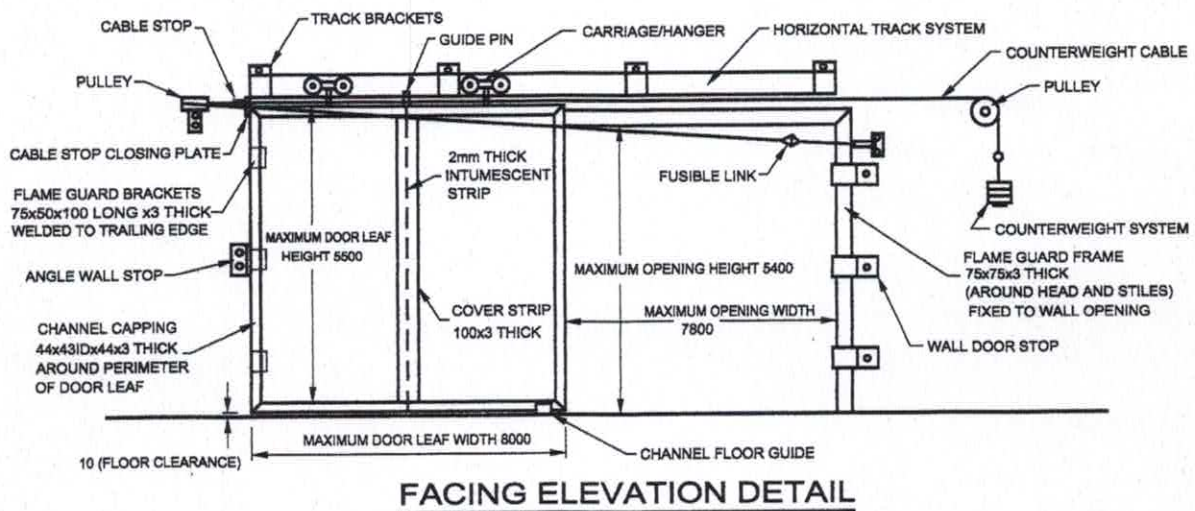 CABLE STOP
TRACK BRACKETS
GUIDE PIN
CARRIAGE/HANGER
HORIZONTAL TRACK SYSTEM
COUNTERWEIGHT CABLE
PULLEY
PULLEY
CABLE STOP CLOSING PLATE
FLAME GUARD BRACKETS
75x50x100 LONG x3 THICK
WELDED TO TRAILING EDGE
2mm THICK
INTUMESCENT
STRIP
FUSIBLE LINK
COUNTERWEIGHT SYSTEM
MAXIMUM DOOR LEAF
HEIGHT 5500
ANGLE WALL STOP
MAXIMUM OPENING HEIGHT 5400
FLAME GUARD FRAME
75x75x3 THICK
(AROUND HEAD AND STILES)
FIXED TO WALL OPENING
COVER STRIP
100x3 THICK
MAXIMUM OPENING WIDTH
7800
CHANNEL CAPPING
44x43IDx44x3 THICK
AROUND PERIMETER
OF DOOR LEAF
WALL DOOR STOP
MAXIMUM DOOR LEAF WIDTH 8000
10 (FLOOR CLEARANCE)
CHANNEL FLOOR GUIDE
FACING ELEVATION DETAIL